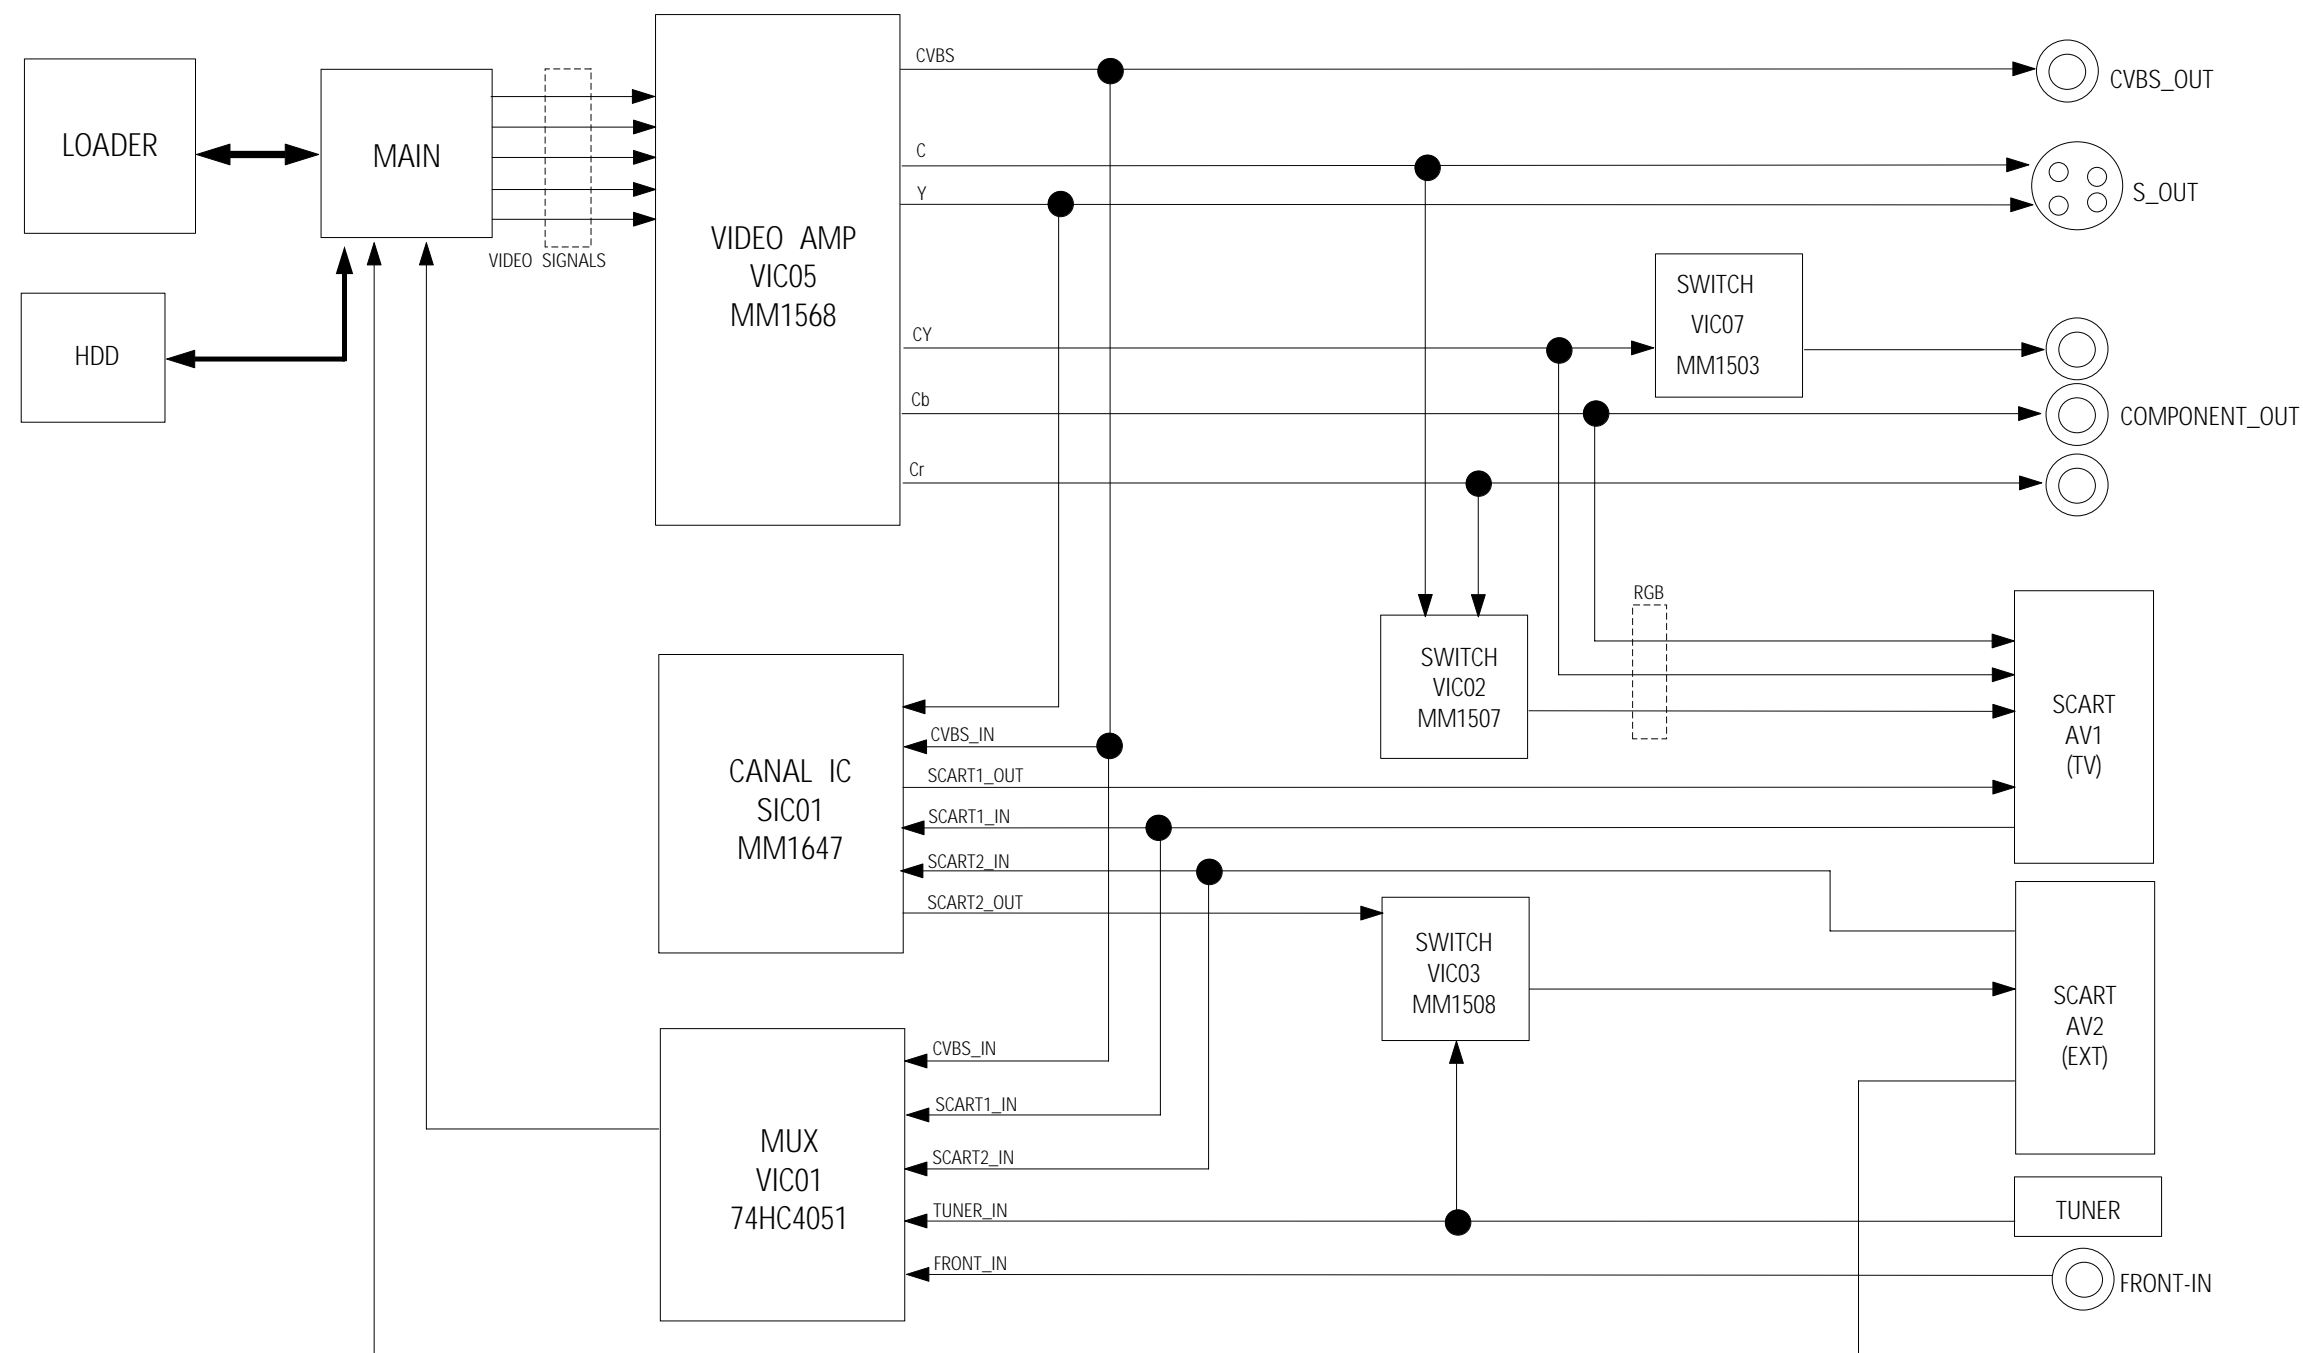 LOADER
MAIN
HDD
VIDEO SIGNALS
VIDEO AMP
VIC05
MM1568
CVBS
C
Y
CY
Cb
Cr
CVBS_OUT
S_OUT
SWITCH
VIC07
MM1503
COMPONENT_OUT
RGB
SWITCH
VIC02
MM1507
SCART
AV1
(TV)
CANAL IC
SIC01
MM1647
CVBS_IN
SCART1_OUT
SCART1_IN
SCART2_IN
SCART2_OUT
SWITCH
VIC03
MM1508
SCART
AV2
(EXT)
MUX
VIC01
74HC4051
CVBS_IN
SCART1_IN
SCART2_IN
TUNER_IN
FRONT_IN
TUNER
FRONT-IN